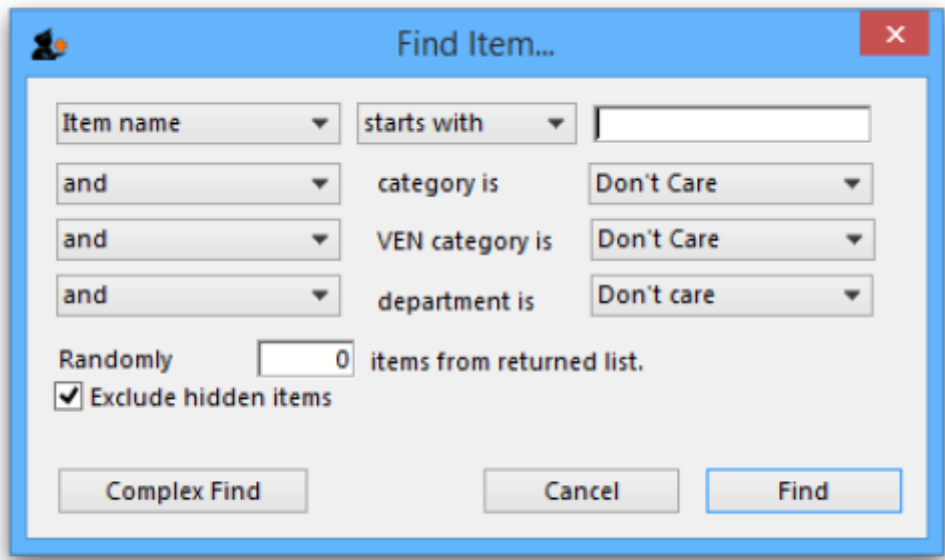 Find Item...
Item name starts with
and category is Don't Care
and VEN category is Don't Care
and department is Don't care
Randomly 0 items from returned list.
Exclude hidden items
Complex Find Cancel Find